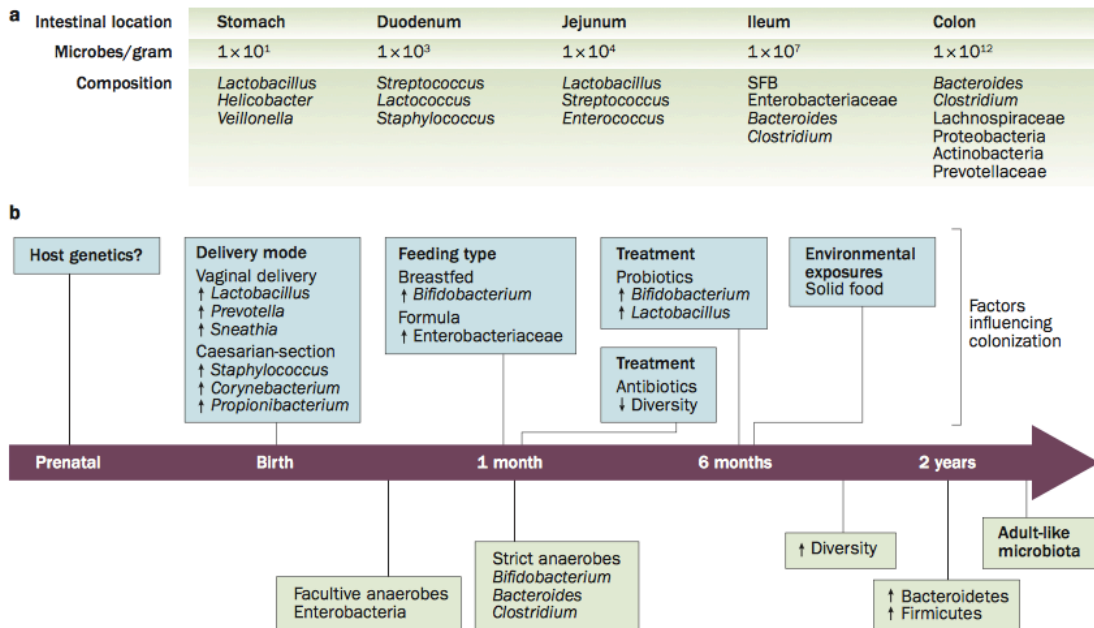 a
Intestinal location Stomach Duodenum Jejunum Ileum Colon
Microbes/gram 1×10¹ 1×10³ 1×10⁴ 1×10⁷ 1×10¹²
Composition Lactobacillus Streptococcus Lactobacillus SFB Bacteroides
Helicobacter Lactococcus Streptococcus Enterobacteriaceae Clostridium
Veillonella Staphylococcus Enterococcus Bacteroides Lachnospiraceae
Clostridium Proteobacteria
Actinobacteria
Prevotellaceae
b
Host genetics?
Delivery mode
Vaginal delivery
↑ Lactobacillus
↑ Prevotella
↑ Sneathia
Caesarian-section
↑ Staphylococcus
↑ Corynebacterium
↑ Propionibacterium
Feeding type
Breastfed
↑ Bifidobacterium
Formula
↑ Enterobacteriaceae
Treatment
Probiotics
↑ Bifidobacterium
↑ Lactobacillus
Treatment
Antibiotics
↓ Diversity
Environmental
exposures
Solid food
Factors
influencing
colonization
Prenatal Birth 1 month 6 months 2 years
Facultive anaerobes
Enterobacteria
Strict anaerobes
Bifidobacterium
Bacteroides
Clostridium
↑ Diversity
↑ Bacteroidetes
↑ Firmicutes
Adult-like
microbiota